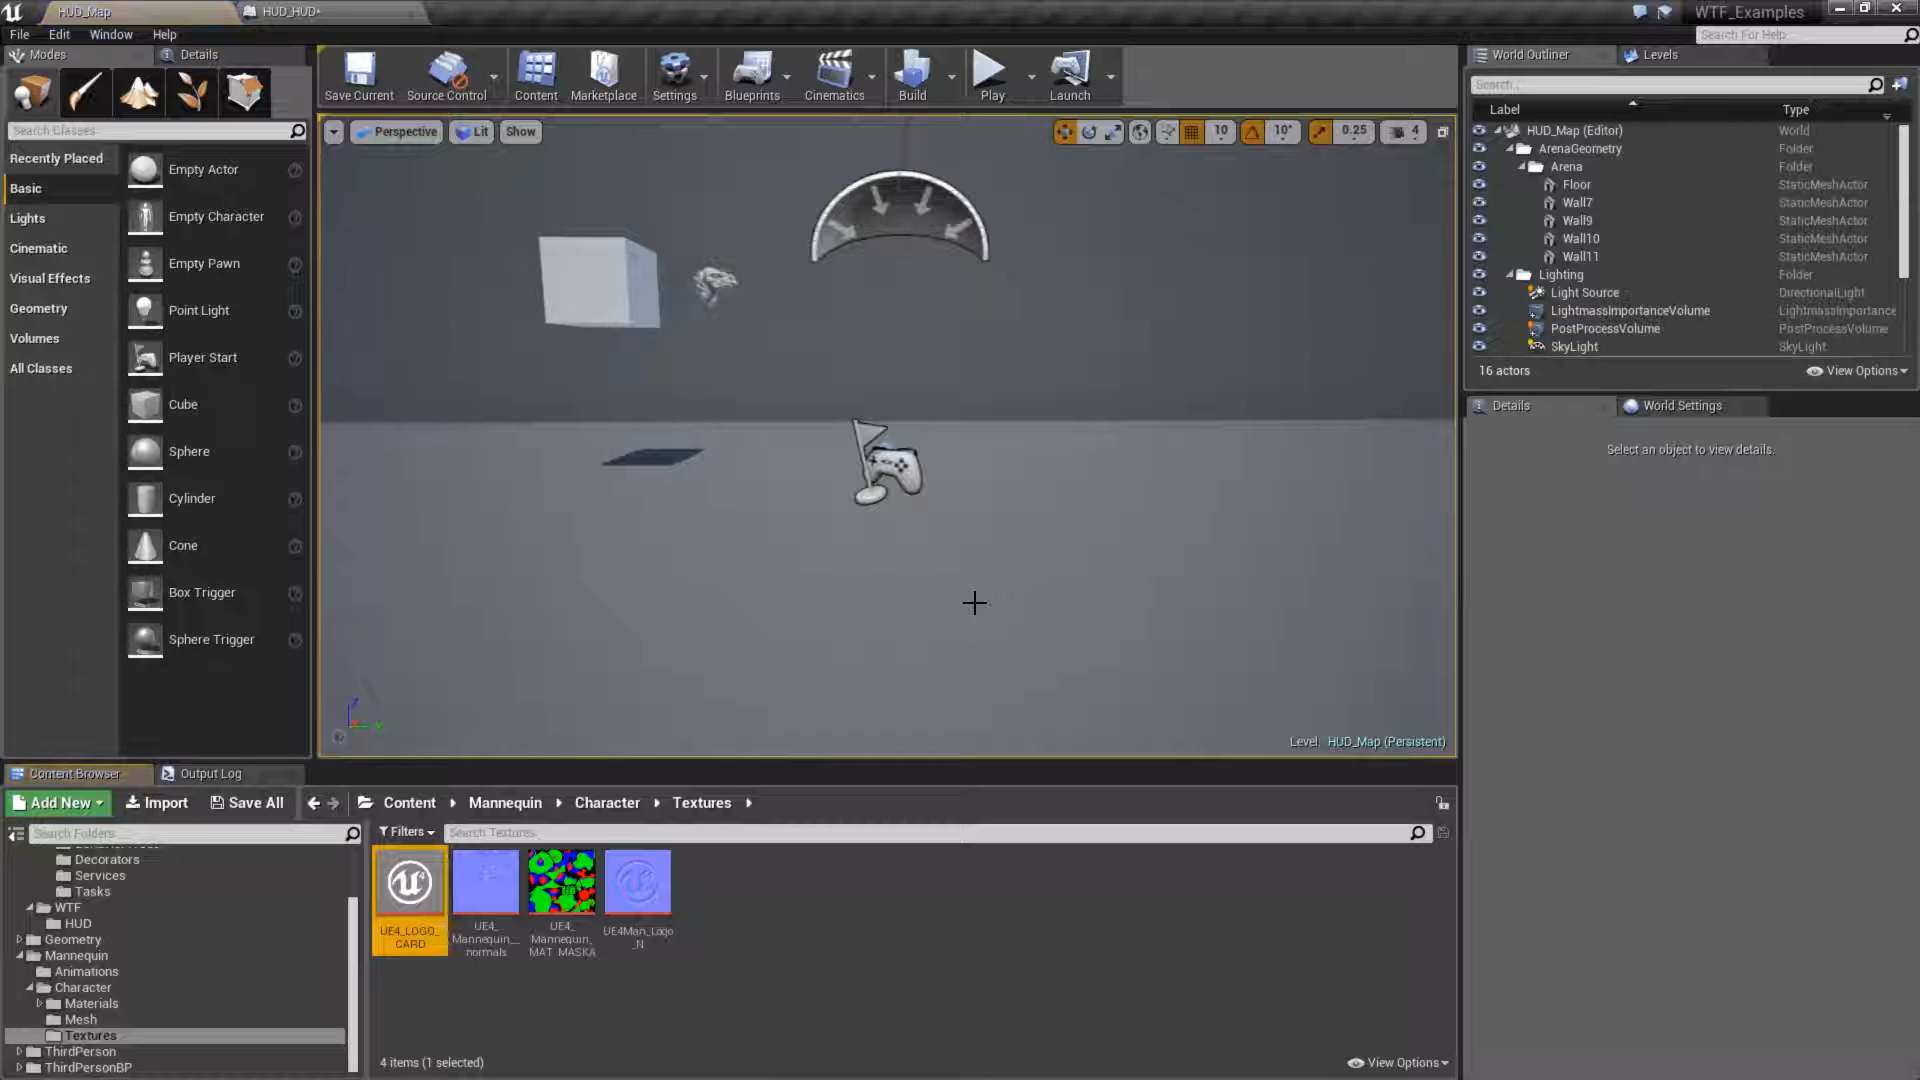 HUD_Map
HUD_HUD*
WTF_Examples
File Edit Window Help
Search For Help
Modes
Details
Search Classes
Recently Placed
Basic
Lights
Cinematic
Visual Effects
Geometry
Volumes
All Classes
Empty Actor
Empty Character
Empty Pawn
Point Light
Player Start
Cube
Sphere
Cylinder
Cone
Box Trigger
Sphere Trigger
Save Current
Source Control
Content
Marketplace
Settings
Blueprints
Cinematics
Build
Play
Launch
Perspective
Lit
Show
10
10°
0.25
4
Level: HUD_Map (Persistent)
World Outliner
Levels
Search...
Label Type
HUD_Map (Editor) World
ArenaGeometry Folder
Arena Folder
Floor StaticMeshActor
Wall7 StaticMeshActor
Wall9 StaticMeshActor
Wall10 StaticMeshActor
Wall11 StaticMeshActor
Lighting Folder
Light Source DirectionalLight
LightmassImportanceVolume LightmassImportance
PostProcessVolume PostProcessVolume
SkyLight SkyLight
16 actors
View Options
Details
World Settings
Select an object to view details.
Content Browser
Output Log
Add New
Import
Save All
Content
Mannequin
Character
Textures
Search Folders
Filters
Search Textures
Decorators
Services
Tasks
WTF
HUD
Geometry
Mannequin
Animations
Character
Materials
Mesh
Textures
ThirdPerson
ThirdPersonBP
UE4_LOGO_
CARD
UE4_
Mannequin__
normals
UE4_
Mannequin_
MAT_MASKA
UE4Man_Logo
_N
4 items (1 selected)
View Options